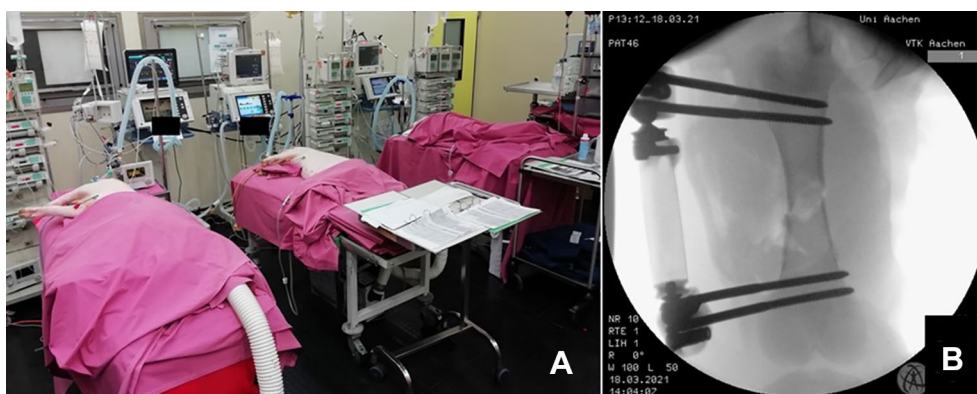 A
P13:12_18.03.21
Uni Aachen
PAT46
VTK Aachen
1
NR 10
RTE 1
LIH 1
R 0°
W 100 L 50
18.03.2021
14:04:07
B